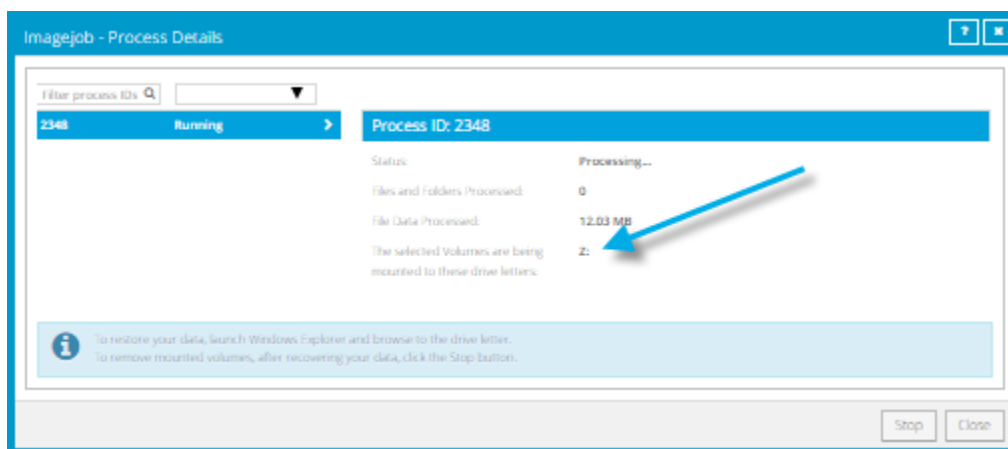 Imagejob - Process Details
?
Filter process IDs
2348 Running
Process ID: 2348
Status: Processing...
Files and Folders Processed: 0
File Data Processed: 12.03 MB
The selected Volumes are being Z:
mounted to these drive letters:
To restore your data, launch Windows Explorer and browse to the drive letter.
To remove mounted volumes, after recovering your data, click the Stop button.
Stop Close